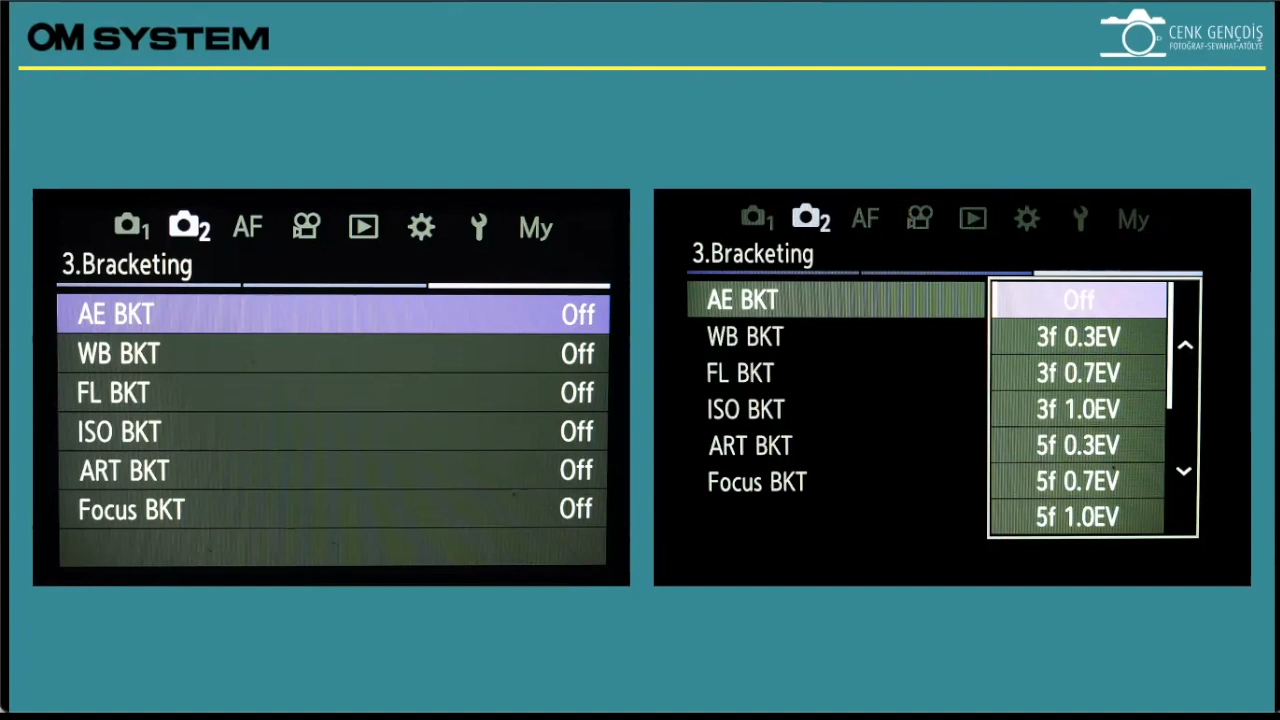 OM SYSTEM
CENK GENÇDİŞ
FOTOĞRAF-SEYAHAT-ATÖLYE
1 2 AF My
3.Bracketing
AE BKT Off
WB BKT Off
FL BKT Off
ISO BKT Off
ART BKT Off
Focus BKT Off
1 2 AF My
3.Bracketing
AE BKT Off
WB BKT 3f 0.3EV
FL BKT 3f 0.7EV
ISO BKT 3f 1.0EV
ART BKT 5f 0.3EV
Focus BKT 5f 0.7EV
5f 1.0EV